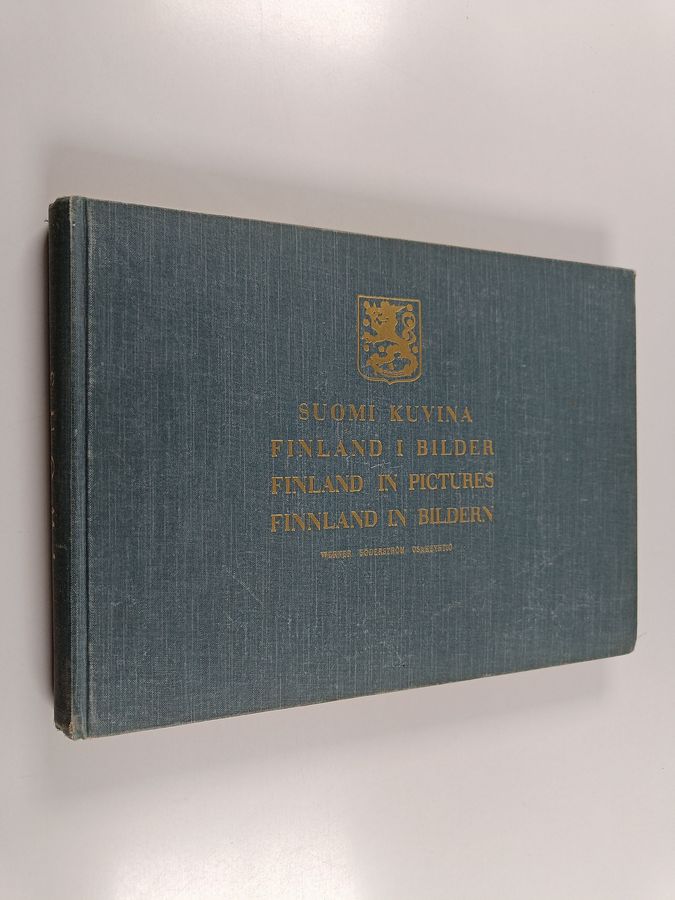 SUOMI KUVINA
FINLAND I BILDER
FINLAND IN PICTURES
FINNLAND IN BILDERN
WERNER SÖDERSTRÖM OSAKEYHTIÖ